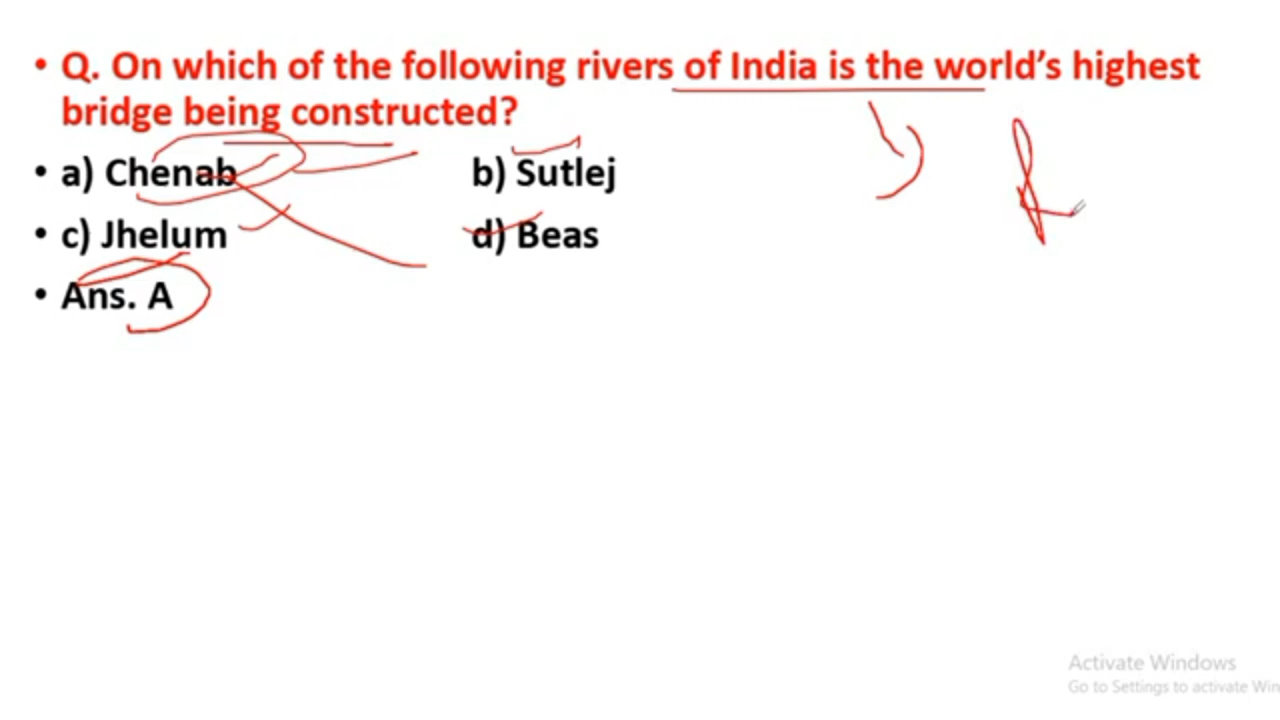 • Q. On which of the following rivers of India is the world’s highest
bridge being constructed?
• a) Chenab b) Sutlej
• c) Jhelum d) Beas
• Ans. A
Activate Windows
Go to Settings to activate Win